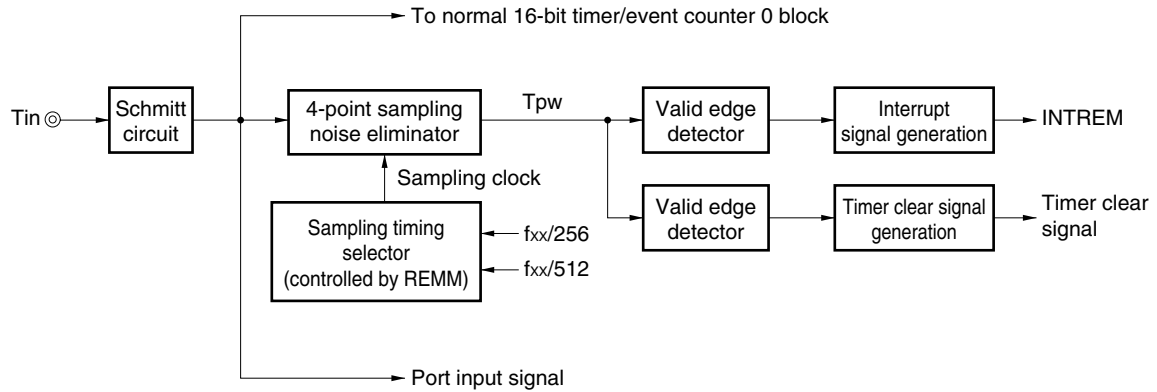 To normal 16-bit timer/event counter 0 block
Tin
Schmitt
circuit
4-point sampling
noise eliminator
Tpw
Valid edge
detector
Interrupt
signal generation
INTREM
Sampling clock
Sampling timing
selector
(controlled by REMM)
fxx/256
fxx/512
Valid edge
detector
Timer clear signal
generation
Timer clear
signal
Port input signal